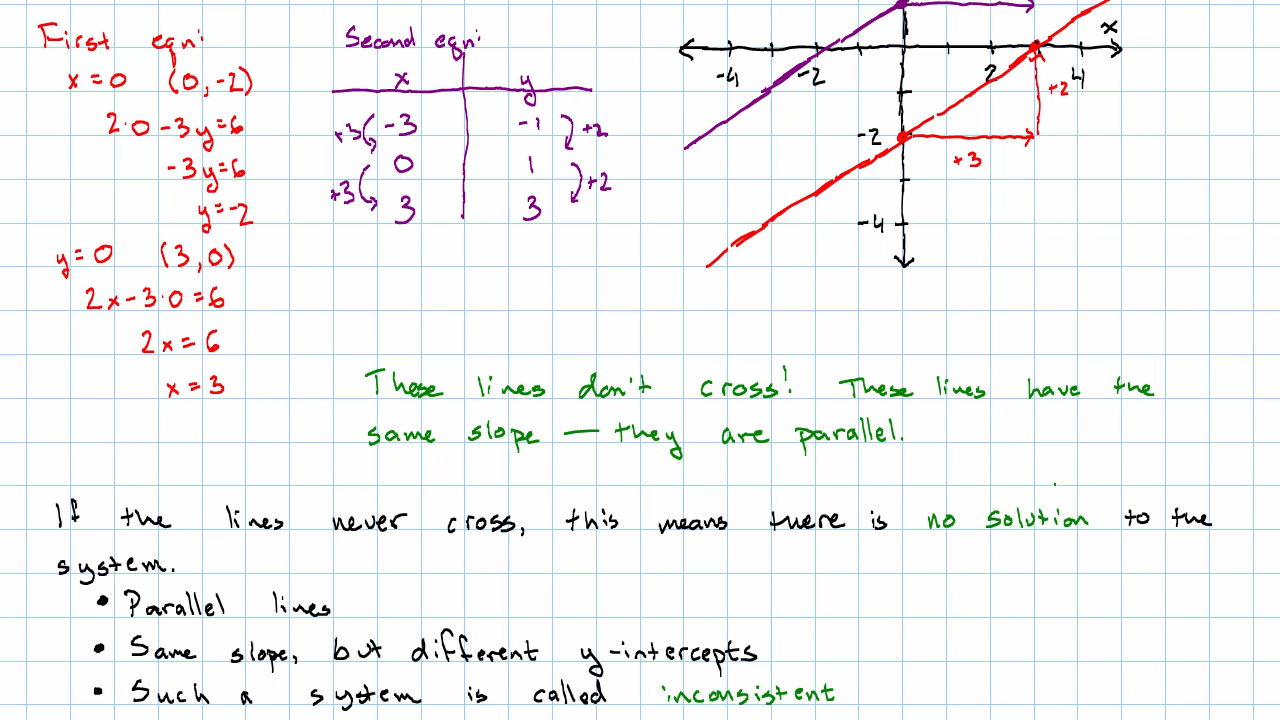 First eqn:
x = 0 (0, -2)
2·0 - 3y = 6
-3y = 6
y = -2
y = 0 (3, 0)
2x - 3·0 = 6
2x = 6
x = 3
Second eqn:
x y
+3 -3 -1 +2
0 1
+3 3 3 +2
x
-4 -2 2 4
+2
-2
+3
-4
These lines don't cross! These lines have the
same slope — they are parallel.
If the lines never cross, this means there is no solution to the
system.
• Parallel lines
• Same slope, but different y-intercepts
• Such a system is called inconsistent